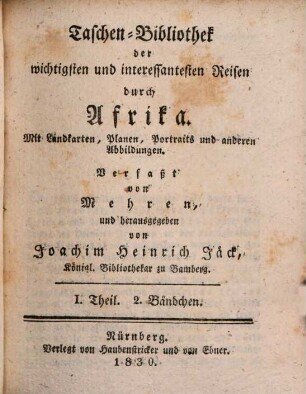 Taschen-Bibliothek
der
wichtigsten und interessantesten Reisen
durch
Afrika.
Mit Landkarten, Planen, Portraits und anderen
Abbildungen.
Verfaßt
von
Mehren,
und herausgegeben
von
Joachim Heinrich Jäck,
Königl. Bibliothekar zu Bamberg.
I. Theil. 2. Bändchen.
Nürnberg.
Verlegt von Haubenstricker und von Ebner.
1830.